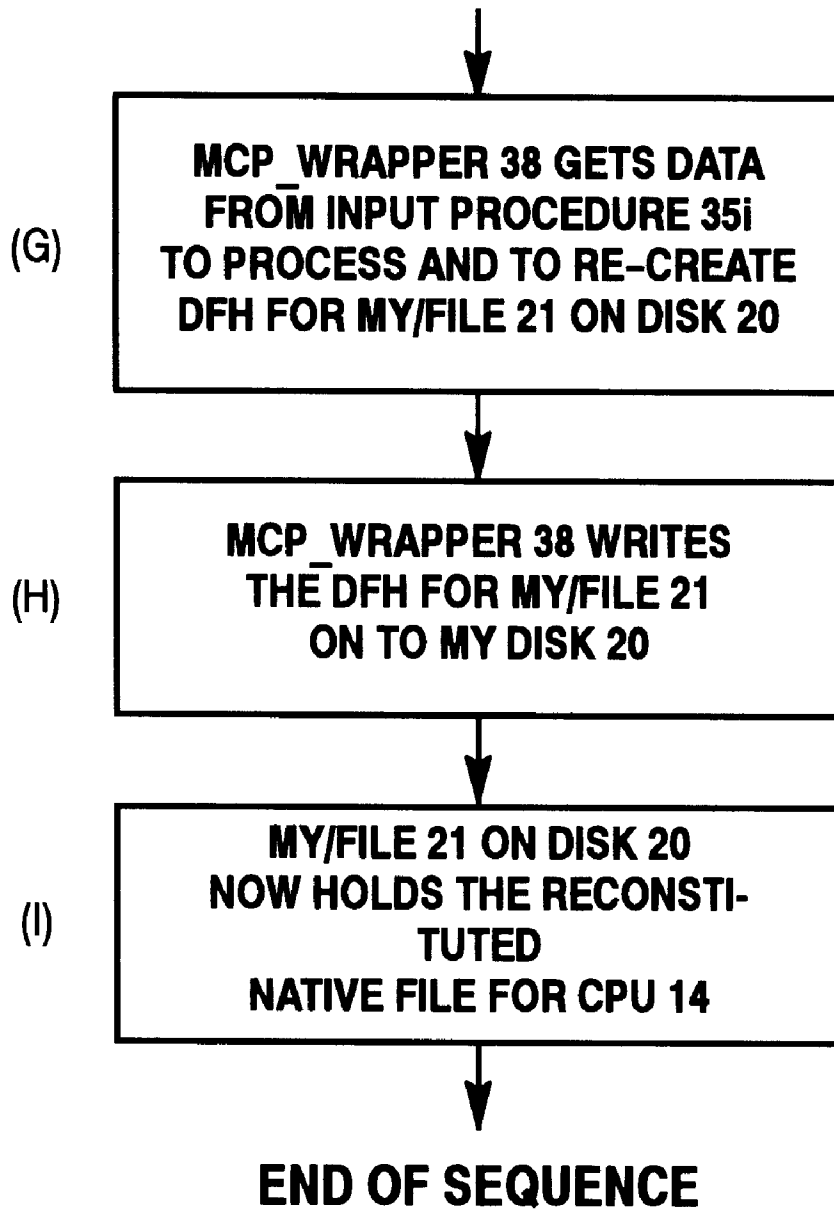 (G)
MCP_WRAPPER 38 GETS DATA
FROM INPUT PROCEDURE 35i
TO PROCESS AND TO RE-CREATE
DFH FOR MY/FILE 21 ON DISK 20
(H)
MCP_WRAPPER 38 WRITES
THE DFH FOR MY/FILE 21
ON TO MY DISK 20
(I)
MY/FILE 21 ON DISK 20
NOW HOLDS THE RECONSTI-
TUTED
NATIVE FILE FOR CPU 14
END OF SEQUENCE